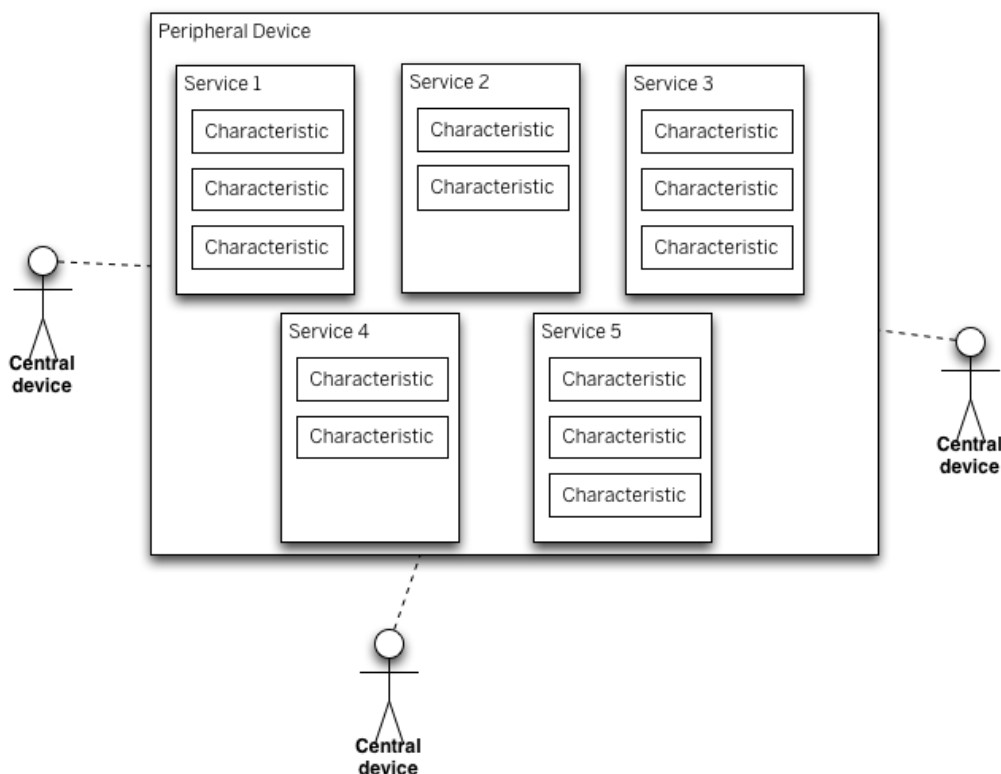 Peripheral Device
Service 1
Characteristic
Characteristic
Characteristic
Service 2
Characteristic
Characteristic
Service 3
Characteristic
Characteristic
Characteristic
Service 4
Characteristic
Characteristic
Service 5
Characteristic
Characteristic
Characteristic
Central
device
Central
device
Central
device